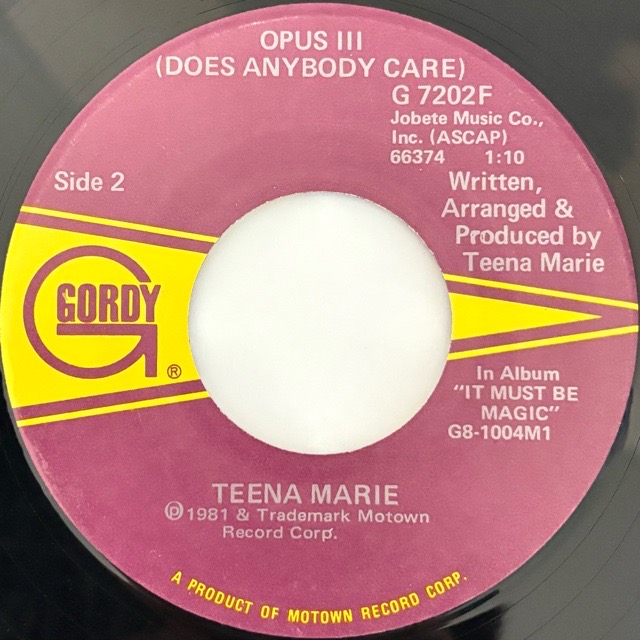 OPUS III
(DOES ANYBODY CARE)
G 7202F
Jobete Music Co.,
Inc. (ASCAP)
66374 1:10
Side 2
Written,
Arranged &
Produced by
Teena Marie
GORDY
®
In Album
"IT MUST BE
MAGIC"
G8-1004M1
TEENA MARIE
℗ 1981 & Trademark Motown
Record Corp.
A PRODUCT OF MOTOWN RECORD CORP.